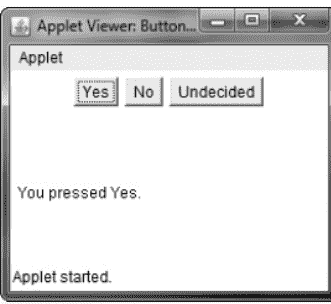 Applet Viewer: Button...
Applet
Yes No Undecided
You pressed Yes.
Applet started.